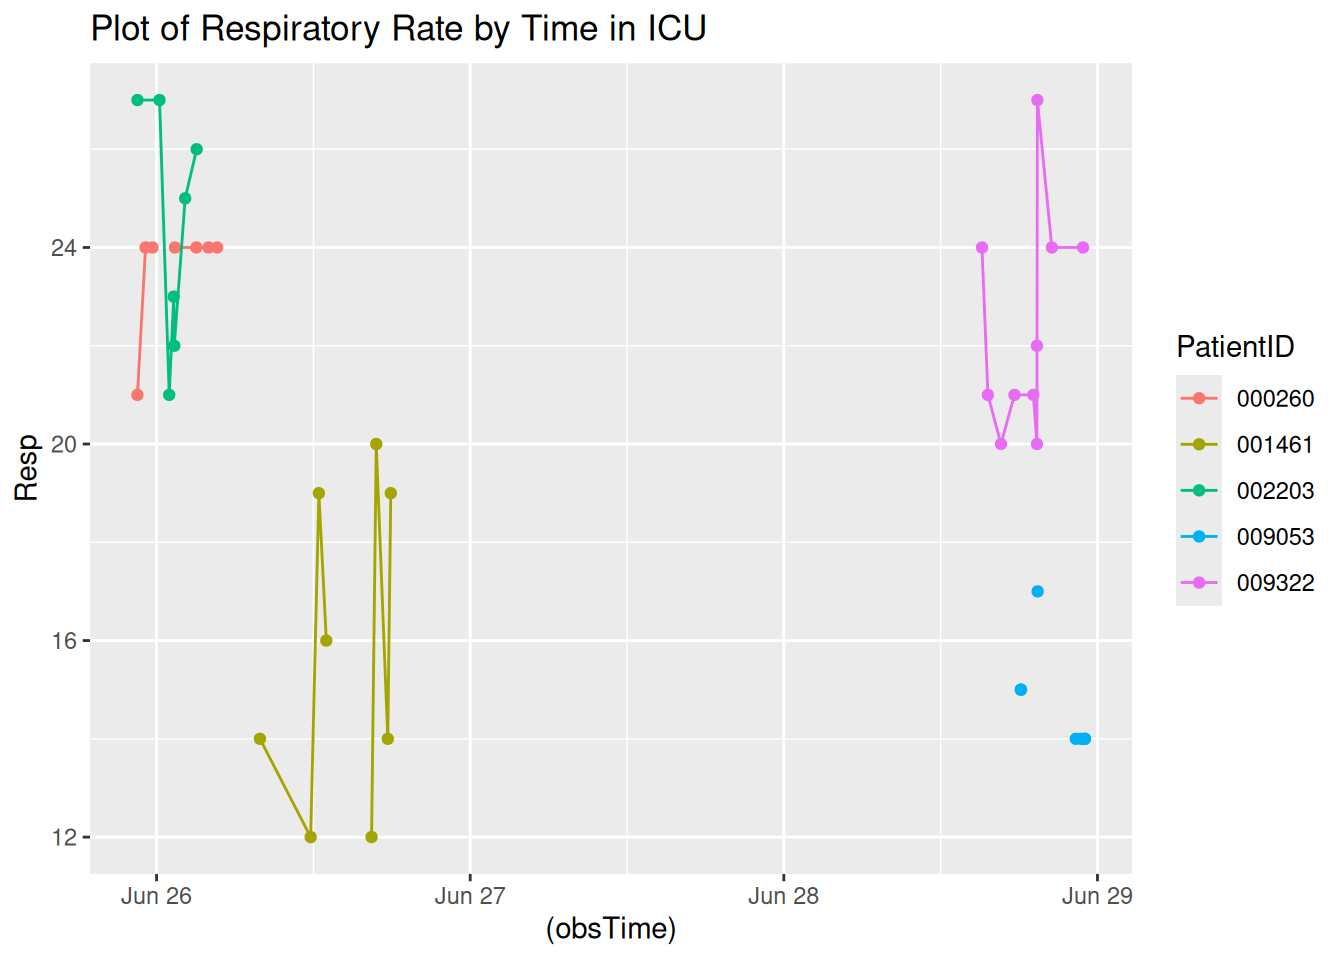 Plot of Respiratory Rate by Time in ICU
Resp
24
20
16
12
Jun 26 Jun 27 Jun 28 Jun 29
(obsTime)
PatientID
000260
001461
002203
009053
009322